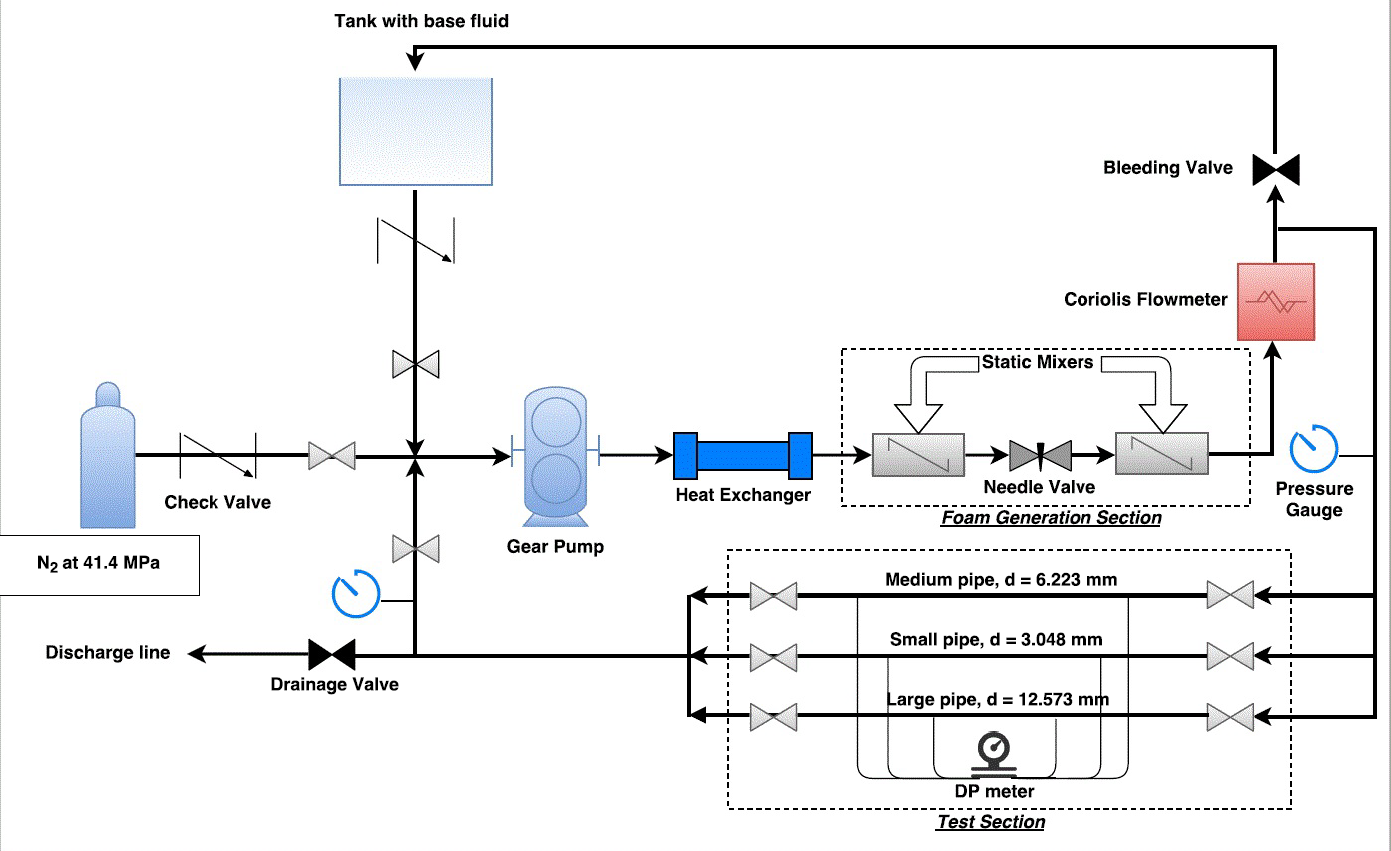 Tank with base fluid
Bleeding Valve
Coriolis Flowmeter
Static Mixers
Needle Valve
Foam Generation Section
Pressure
Gauge
Check Valve
Heat Exchanger
Gear Pump
N₂ at 41.4 MPa
Medium pipe, d = 6.223 mm
Small pipe, d = 3.048 mm
Large pipe, d = 12.573 mm
DP meter
Test Section
Discharge line
Drainage Valve